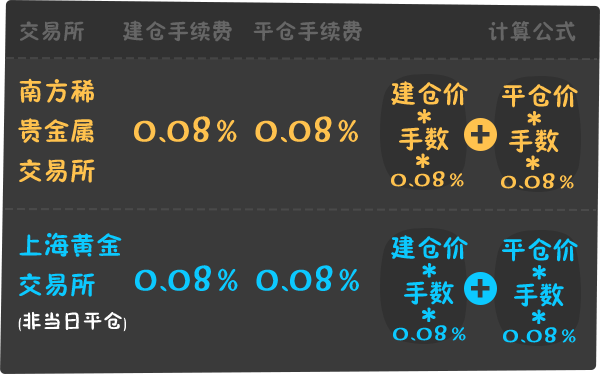 交易所 建仓手续费 平仓手续费 计算公式
南方稀
贵金属
交易所
0.08% 0.08%
建仓价
*
手数
*
0.08%
+
平仓价
*
手数
*
0.08%
上海黄金
交易所
(非当日平仓)
0.08% 0.08%
建仓价
*
手数
*
0.08%
+
平仓价
*
手数
*
0.08%